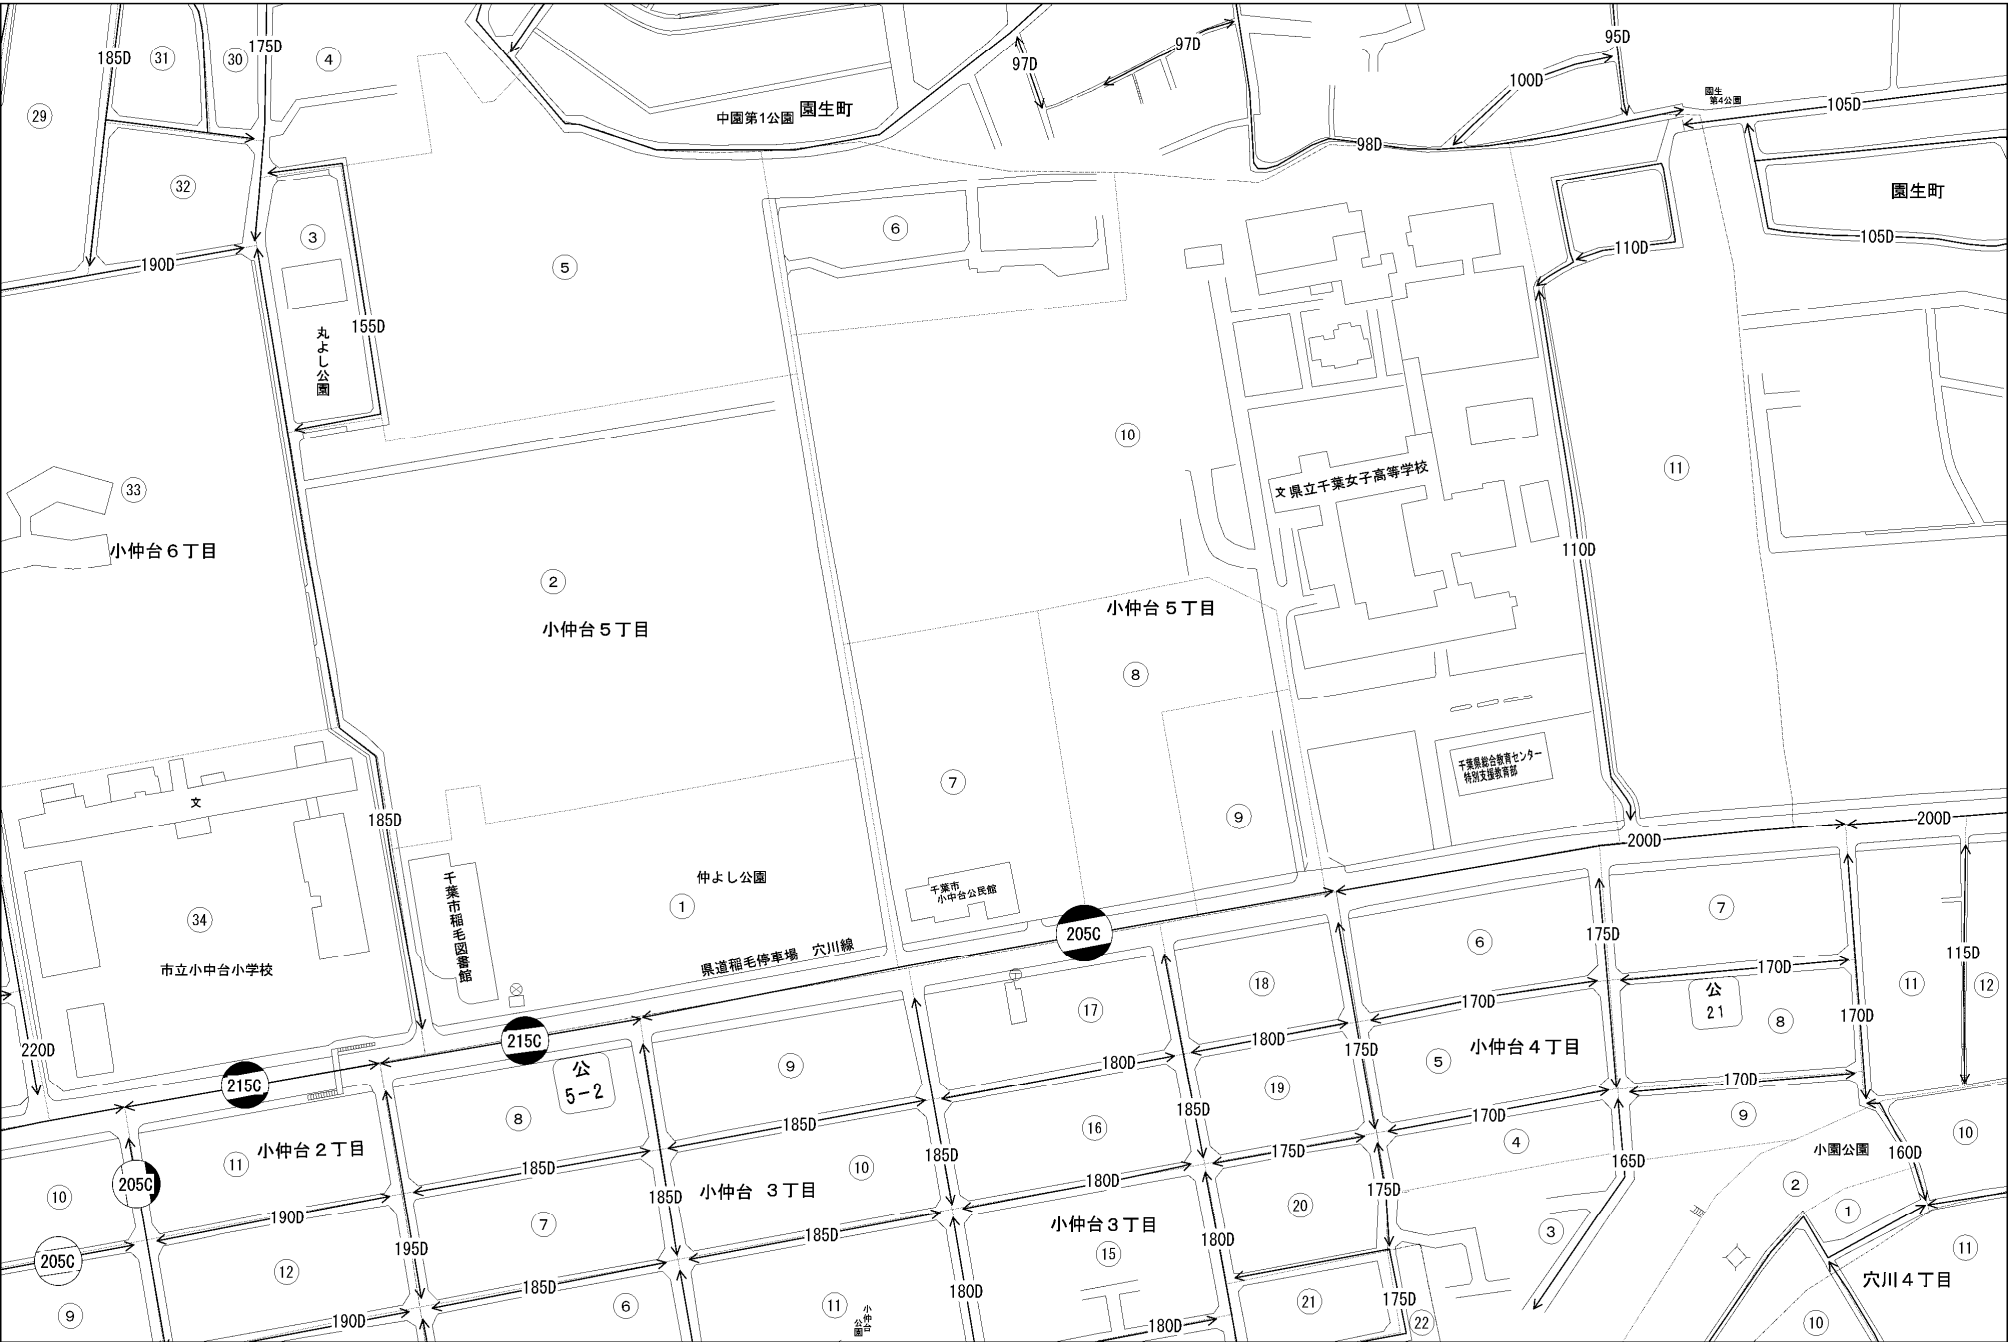 185D
31
30
175D
4
29
32
3
190D
155D
丸よし公園
5
中園第1公園
園生町
6
97D
97D
95D
100D
98D
園生
第4公園
105D
園生町
105D
110D
10
文 県立千葉女子高等学校
11
110D
33
小仲台6丁目
2
小仲台5丁目
小仲台5丁目
8
7
9
千葉県総合教育センター
特別支援教育部
文
185D
34
市立小中台小学校
千葉市稲毛図書館
仲よし公園
1
千葉市
小中台公民館
県道稲毛停車場 穴川線
205C
200D
200D
220D
215C
215C
公
5-2
9
17
18
6
7
175D
170D
170D
公
21
8
11
115D
12
170D
180D
180D
175D
小仲台4丁目
5
170D
170D
9
10
小仲台2丁目
11
8
185D
185D
16
19
185D
185D
10
205C
10
205C
190D
195D
185D
小仲台 3丁目
7
185D
180D
175D
175D
4
165D
小園公園
160D
2
1
小仲台3丁目
15
20
180D
3
11
穴川4丁目
10
12
9
190D
185D
6
11
小仲台
公園
180D
180D
21
175D
22